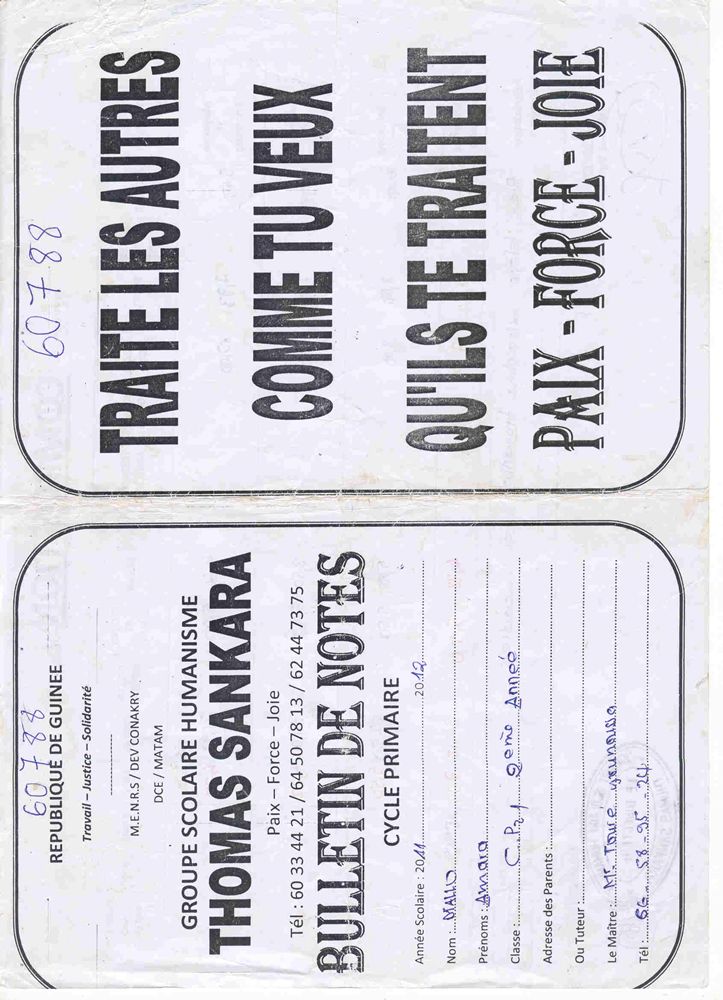 60788
REPUBLIQUE DE GUINEE
Travail – Justice – Solidarité
M.E.N.R.S / DEV CONAKRY
DCE / MATAM
GROUPE SCOLAIRE HUMANISME
THOMAS SANKARA
Paix – Force – Joie
Tél : 60 33 44 21 / 64 50 78 13 / 62 44 73 75
BULLETIN DE NOTES
CYCLE PRIMAIRE
Année Scolaire : 2011 2012
Nom : MALLO
Prénoms : Amara
Classe : C.P2 2eme Année
Adresse des Parents :
Ou Tuteur :
Le Maître : Mr Toure
Tél : 66 58 95 24
60788
TRAITE LES AUTRES
COMME TU VEUX
QU'ILS TE TRAITENT
PAIX - FORCE - JOIE